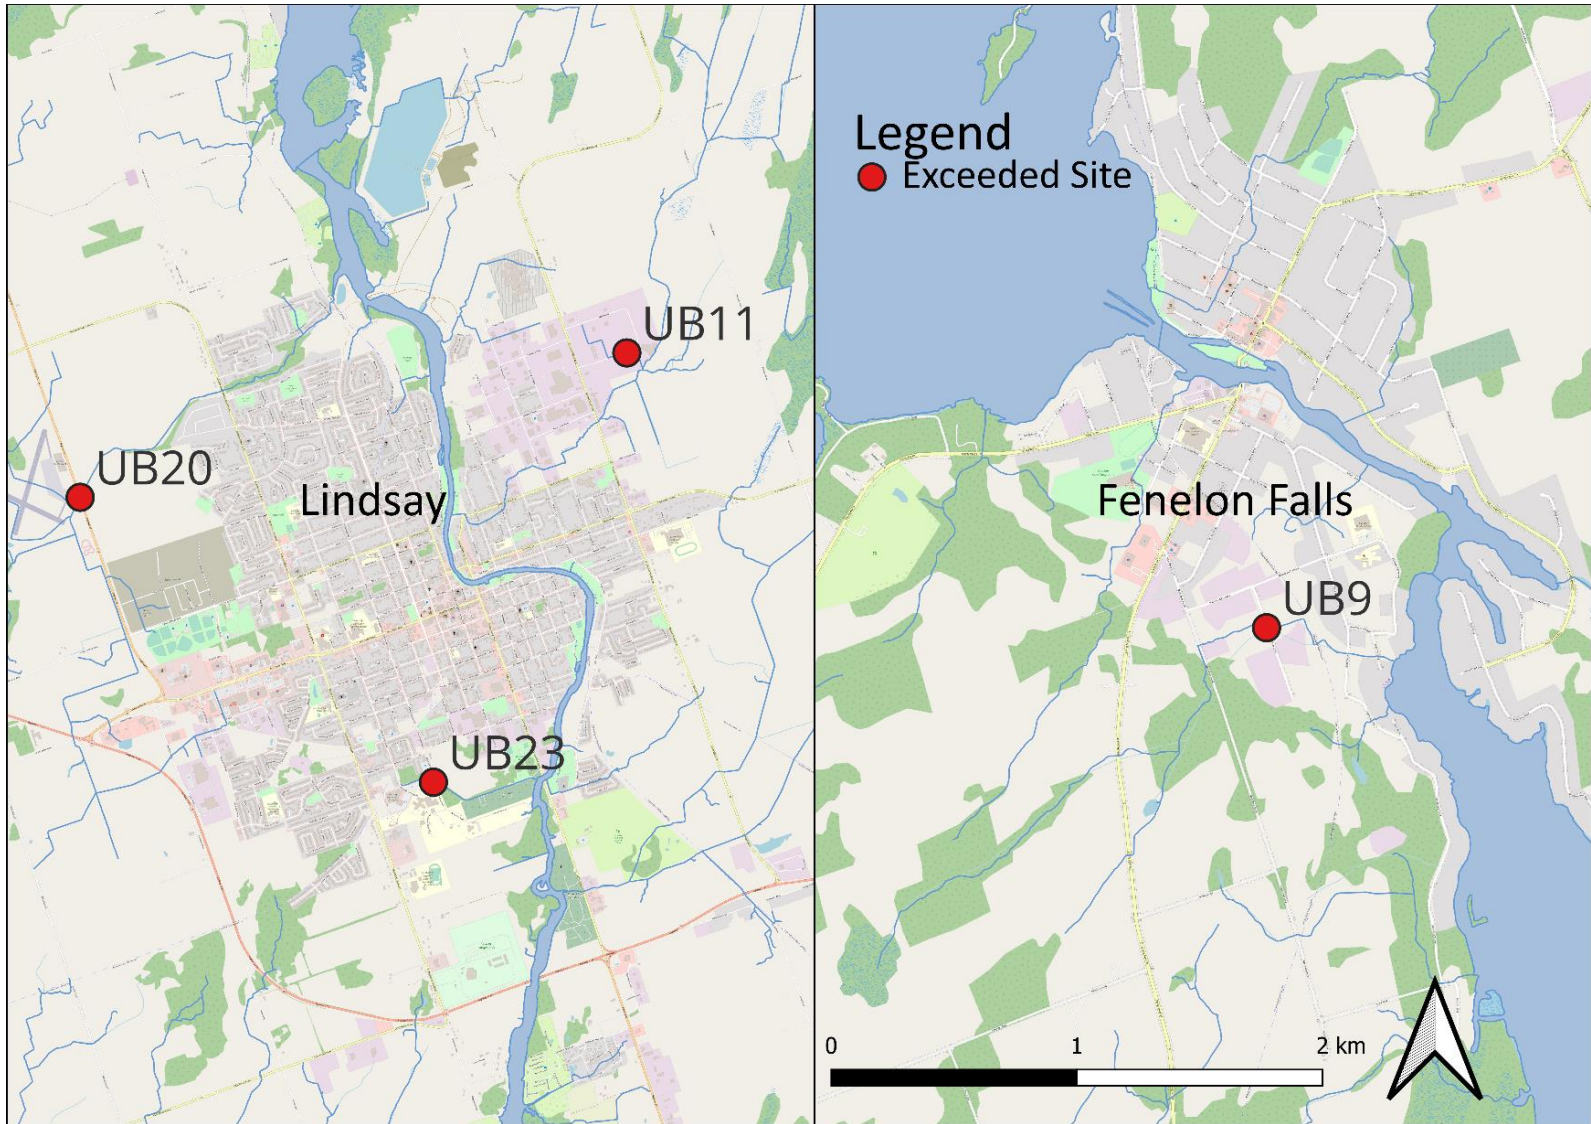 Legend
Exceeded Site
UB11
UB20
Lindsay
UB23
Fenelon Falls
UB9
0 1 2 km